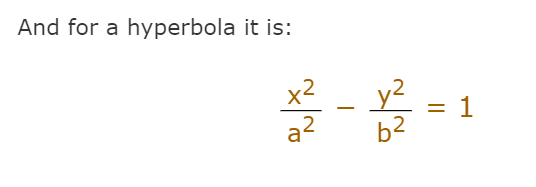 And for a hyperbola it is:
x²/a² − y²/b² = 1